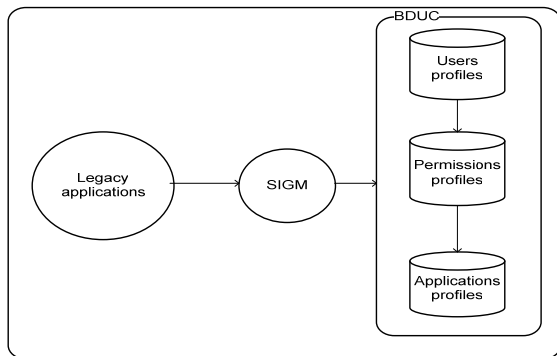 BDUC
Users
profiles
Legacy
applications
SIGM
Permissions
profiles
Applications
profiles